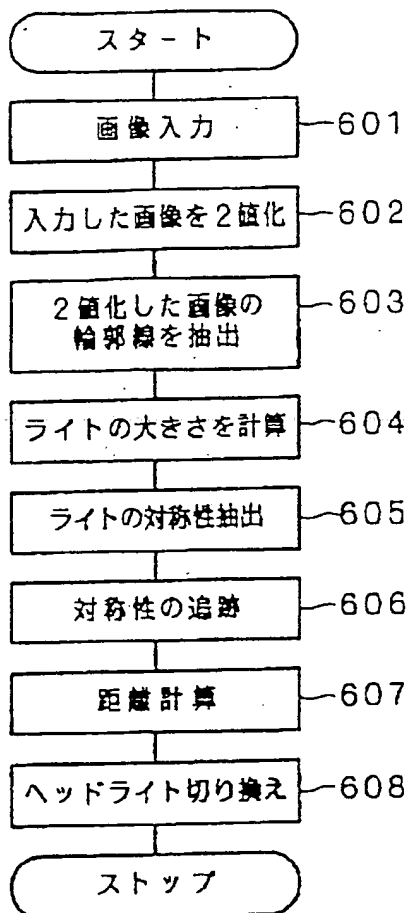 スタート
画像入力 601
入力した画像を2値化 602
2値化した画像の 603
輪郭線を抽出
ライトの大きさを計算 604
ライトの対称性抽出 605
対称性の追跡 606
距離計算 607
ヘッドライト切り換え 608
ストップ